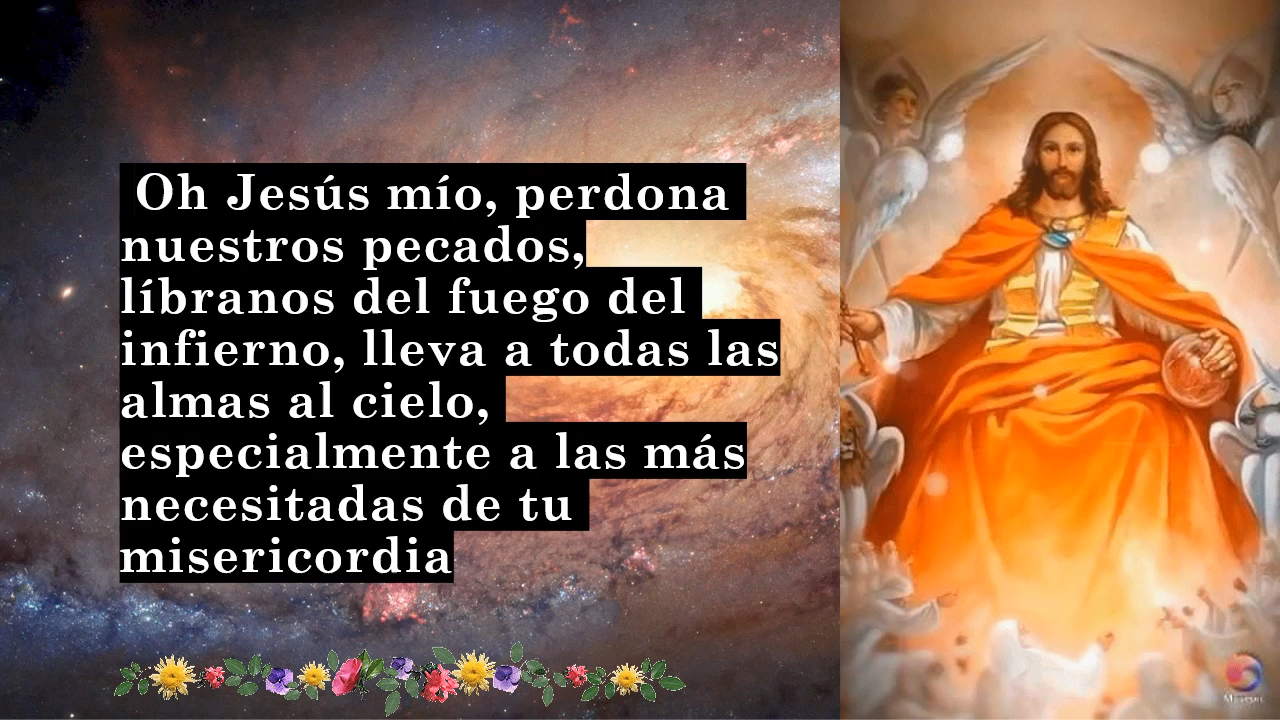 Oh Jesús mío, perdona
nuestros pecados,
líbranos del fuego del
infierno, lleva a todas las
almas al cielo,
especialmente a las más
necesitadas de tu
misericordia